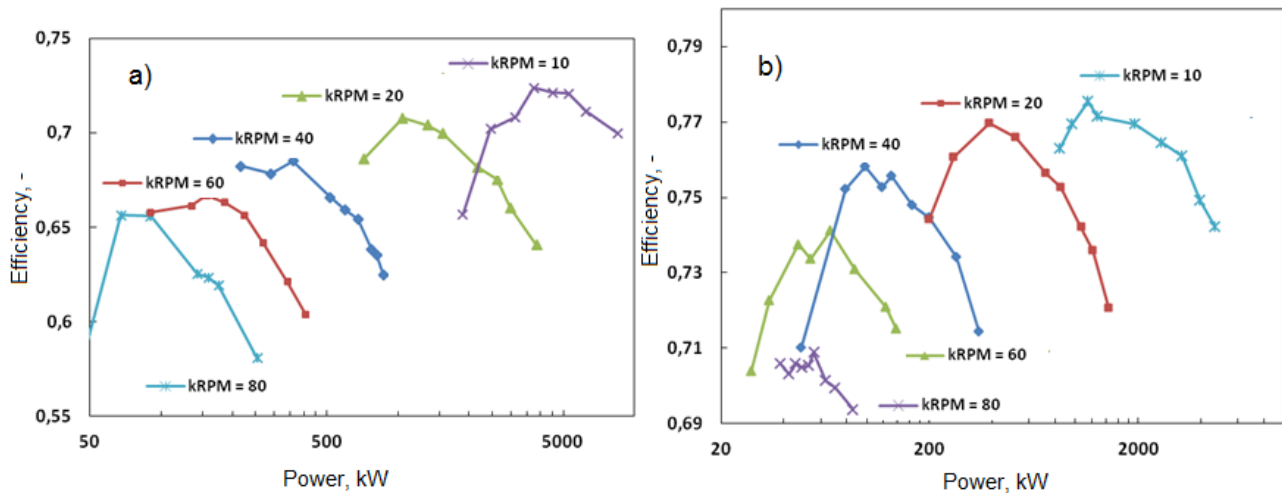 a)
0,75
0,7
0,65
0,6
0,55
Efficiency, -
kRPM = 10
kRPM = 20
kRPM = 40
kRPM = 60
kRPM = 80
50
500
5000
Power, kW
b)
0,79
0,77
0,75
0,73
0,71
0,69
Efficiency, -
kRPM = 10
kRPM = 20
kRPM = 40
kRPM = 60
kRPM = 80
20
200
2000
Power, kW